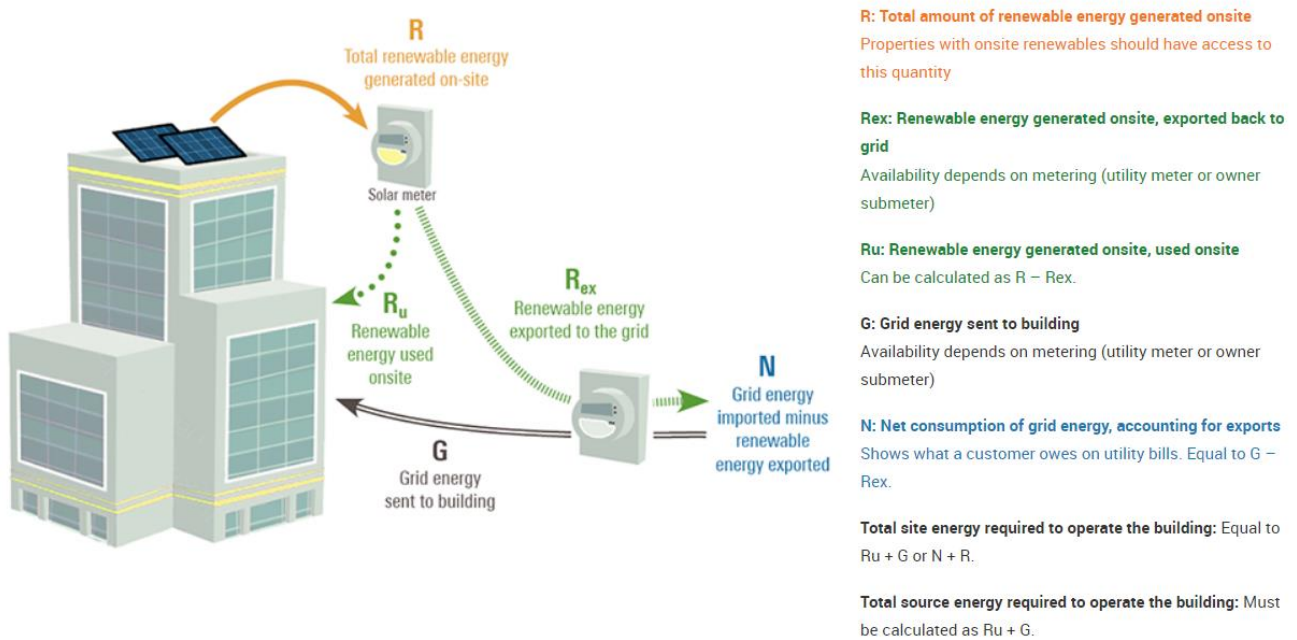 R
Total renewable energy
generated on-site
Solar meter
Ru
Renewable
energy used
onsite
Rex
Renewable energy
exported to the grid
N
Grid energy
imported minus
renewable
energy exported
G
Grid energy
sent to building
R: Total amount of renewable energy generated onsite
Properties with onsite renewables should have access to
this quantity
Rex: Renewable energy generated onsite, exported back to
grid
Availability depends on metering (utility meter or owner
submeter)
Ru: Renewable energy generated onsite, used onsite
Can be calculated as R – Rex.
G: Grid energy sent to building
Availability depends on metering (utility meter or owner
submeter)
N: Net consumption of grid energy, accounting for exports
Shows what a customer owes on utility bills. Equal to G –
Rex.
Total site energy required to operate the building: Equal to
Ru + G or N + R.
Total source energy required to operate the building: Must
be calculated as Ru + G.